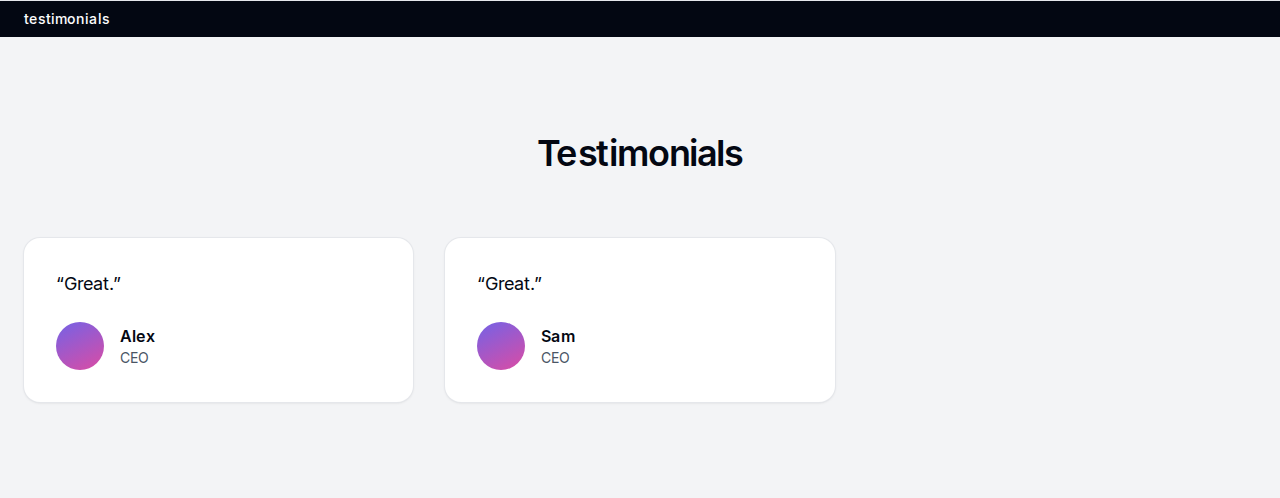 testimonials
Testimonials
“Great.”
Alex
CEO
“Great.”
Sam
CEO